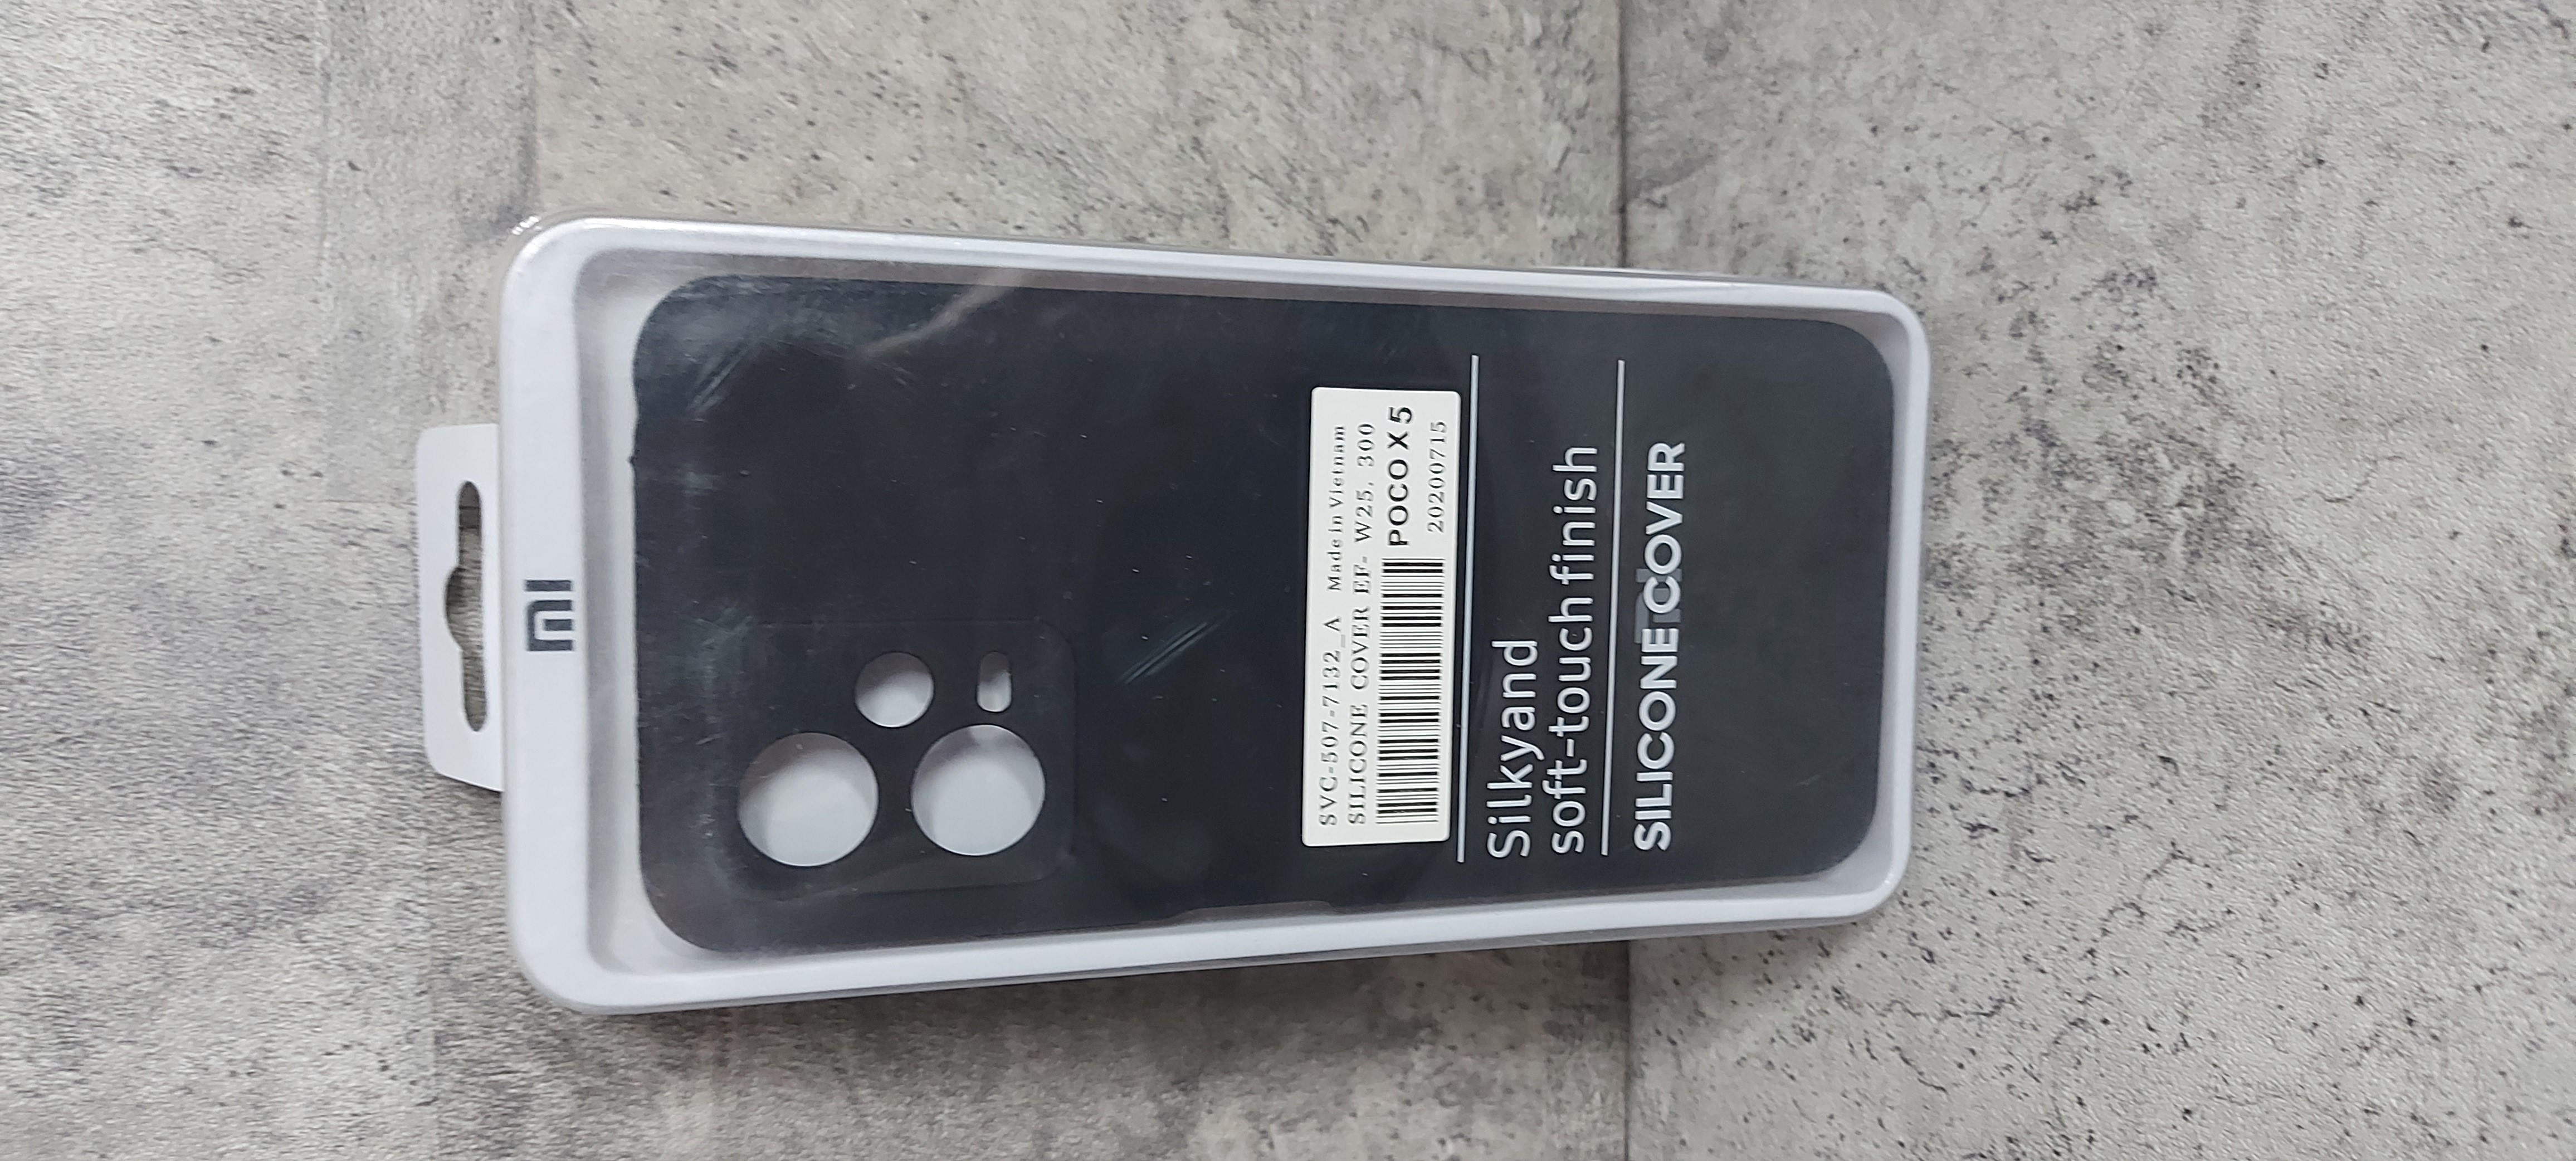 mi
SVC-507-7132_A Made in Vietnam
SILICONE COVER EF- W25, 300
POCO X5
20200715
Silkyand
soft-touch finish
SILICONE COVER